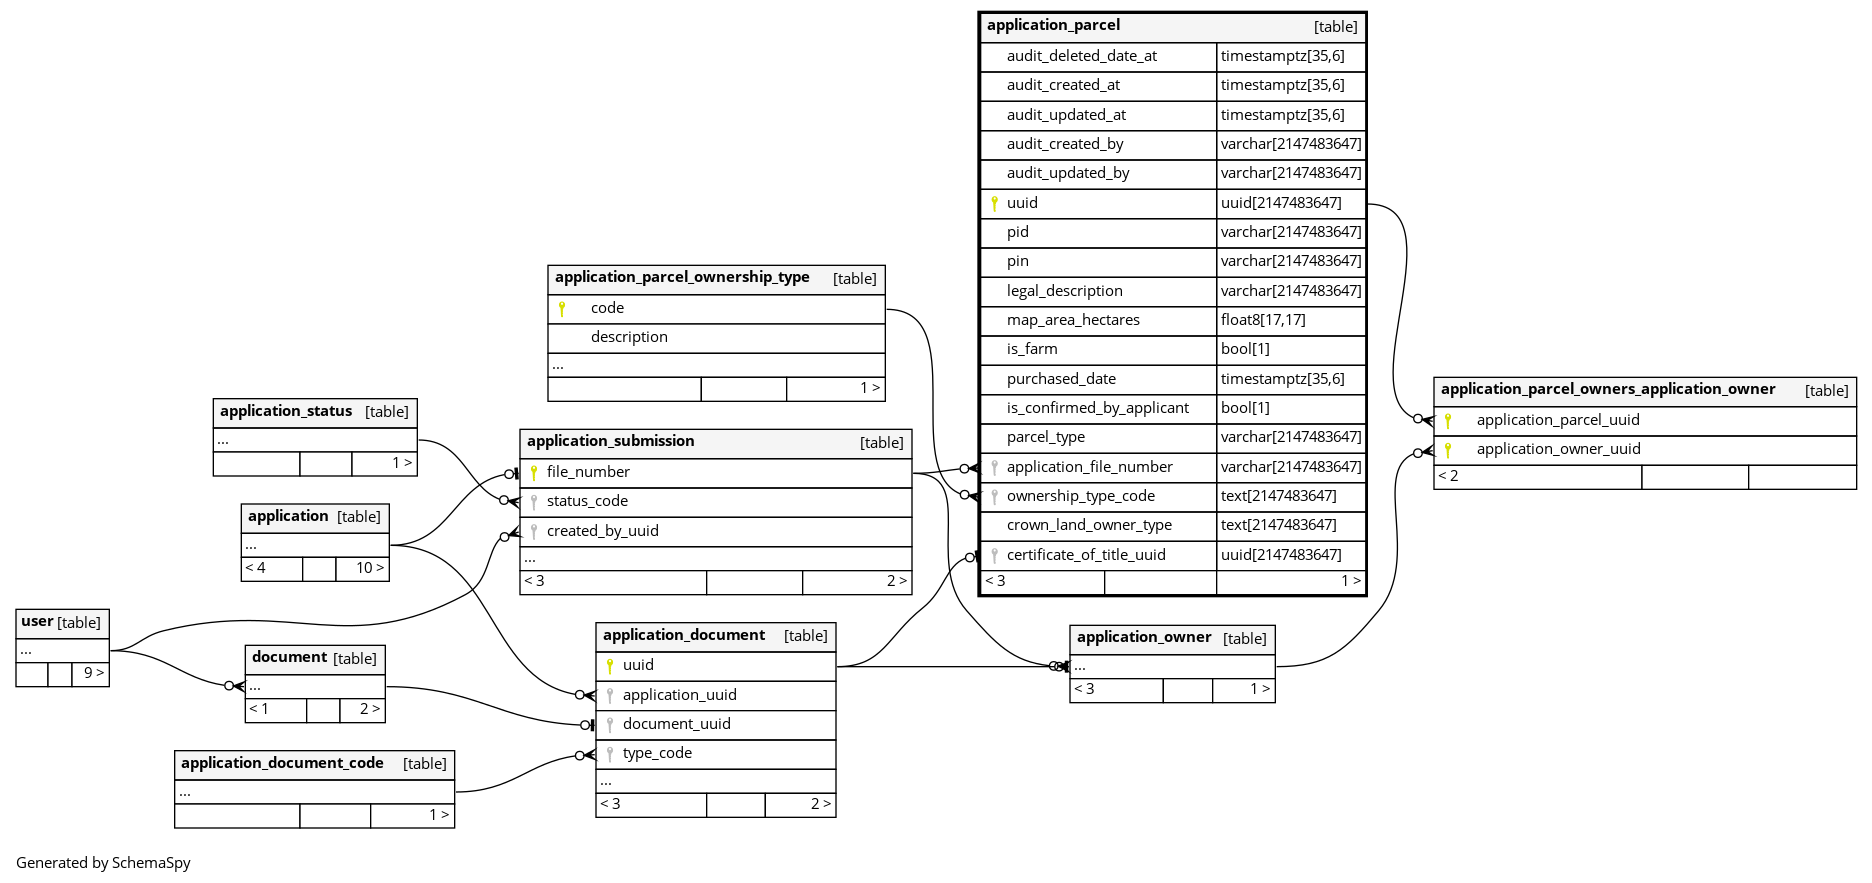 application_parcel [table]
audit_deleted_date_at timestamptz[35,6]
audit_created_at timestamptz[35,6]
audit_updated_at timestamptz[35,6]
audit_created_by varchar[2147483647]
audit_updated_by varchar[2147483647]
uuid uuid[2147483647]
pid varchar[2147483647]
pin varchar[2147483647]
legal_description varchar[2147483647]
map_area_hectares float8[17,17]
is_farm bool[1]
purchased_date timestamptz[35,6]
is_confirmed_by_applicant bool[1]
parcel_type varchar[2147483647]
application_file_number varchar[2147483647]
ownership_type_code text[2147483647]
crown_land_owner_type text[2147483647]
certificate_of_title_uuid uuid[2147483647]
< 3 1 >
application_parcel_ownership_type [table]
code
description
...
1 >
application_parcel_owners_application_owner [table]
application_parcel_uuid
application_owner_uuid
< 2
application_status [table]
...
1 >
application_submission [table]
file_number
status_code
created_by_uuid
...
< 3 2 >
application [table]
...
< 4 10 >
user [table]
...
9 >
document [table]
...
< 1 2 >
application_document [table]
uuid
application_uuid
document_uuid
type_code
...
< 3 2 >
application_owner [table]
...
< 3 1 >
application_document_code [table]
...
1 >
Generated by SchemaSpy